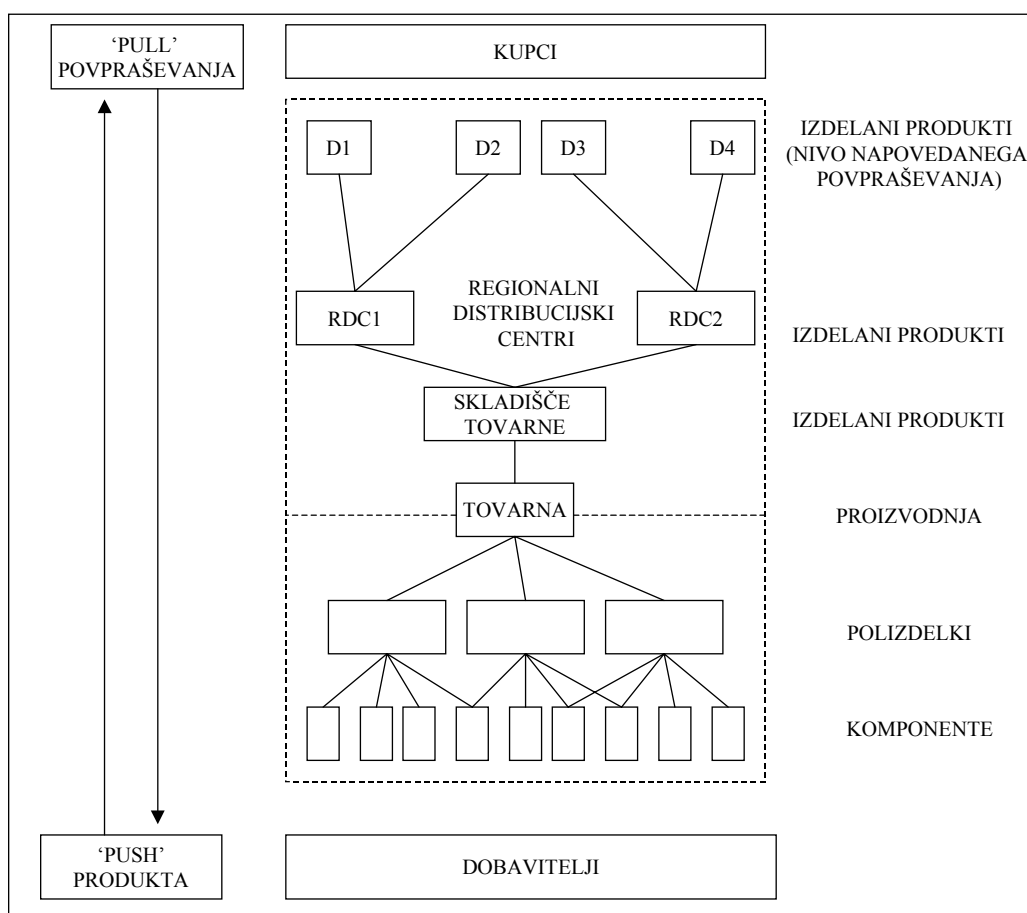 ‘PULL’
POVPRAŠEVANJA
KUPCI
D1
D2
D3
D4
IZDELANI PRODUKTI
(NIVO NAPOVEDANEGA
POVPRAŠEVANJA)
RDC1
REGIONALNI
DISTRIBUCIJSKI
CENTRI
RDC2
IZDELANI PRODUKTI
SKLADIŠČE
TOVARNE
IZDELANI PRODUKTI
TOVARNA
PROIZVODNJA
POLIZDELKI
KOMPONENTE
‘PUSH’
PRODUKTA
DOBAVITELJI